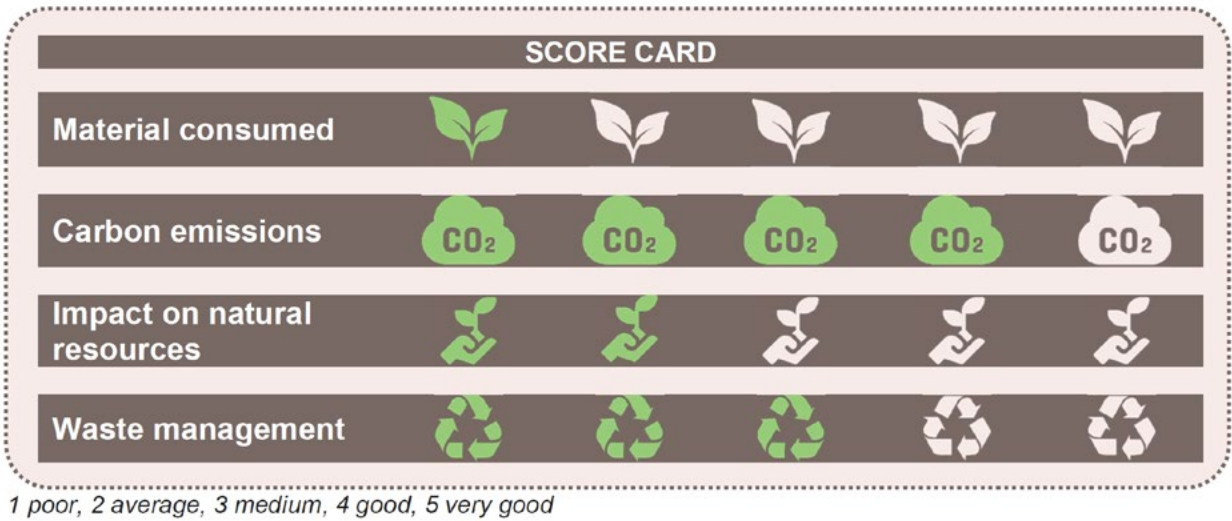 SCORE CARD
Material consumed
Carbon emissions
CO₂ CO₂ CO₂ CO₂ CO₂
Impact on natural
resources
Waste management
1 poor, 2 average, 3 medium, 4 good, 5 very good